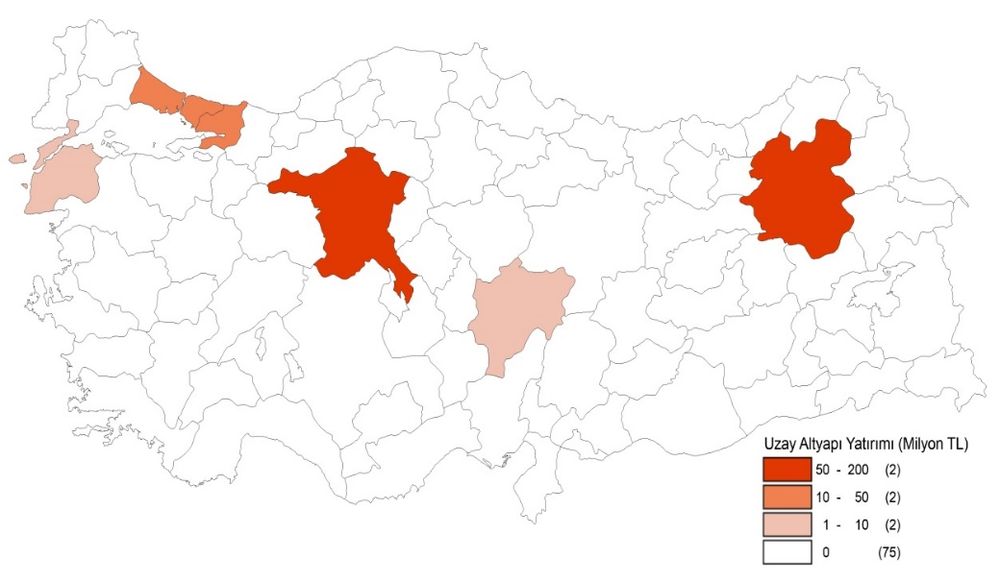 Uzay Altyapı Yatırımı (Milyon TL)
50 - 200 (2)
10 - 50 (2)
1 - 10 (2)
0 (75)